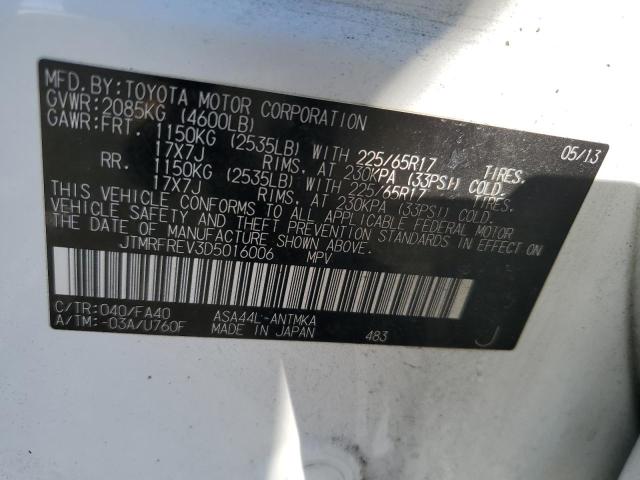 MFD. BY: TOYOTA MOTOR CORPORATION 05/13
GVWR: 2085KG (4600LB)
GAWR: FRT. 1150KG (2535LB) WITH 225/65R17 TIRES,
17X7J RIMS, AT 230KPA (33PSI) COLD.
RR. 1150KG (2535LB) WITH 225/65R17 TIRES,
17X7J RIMS, AT 230KPA (33PSI) COLD.
THIS VEHICLE CONFORMS TO ALL APPLICABLE FEDERAL MOTOR
VEHICLE SAFETY AND THEFT PREVENTION STANDARDS IN EFFECT ON
THE DATE OF MANUFACTURE SHOWN ABOVE.
JTMRFREV3D5016006 MPV
C/TR: 040/FA40 ASA44L-ANTMKA
A/TM: -03A/U760F MADE IN JAPAN 483 J